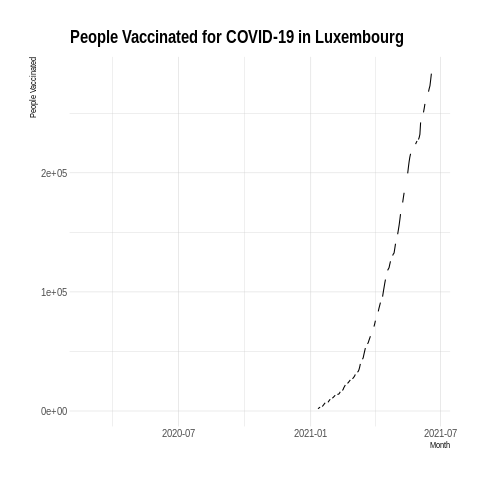 People Vaccinated for COVID-19 in Luxembourg
People Vaccinated
2e+05
1e+05
0e+00
2020-07
2021-01
2021-07
Month